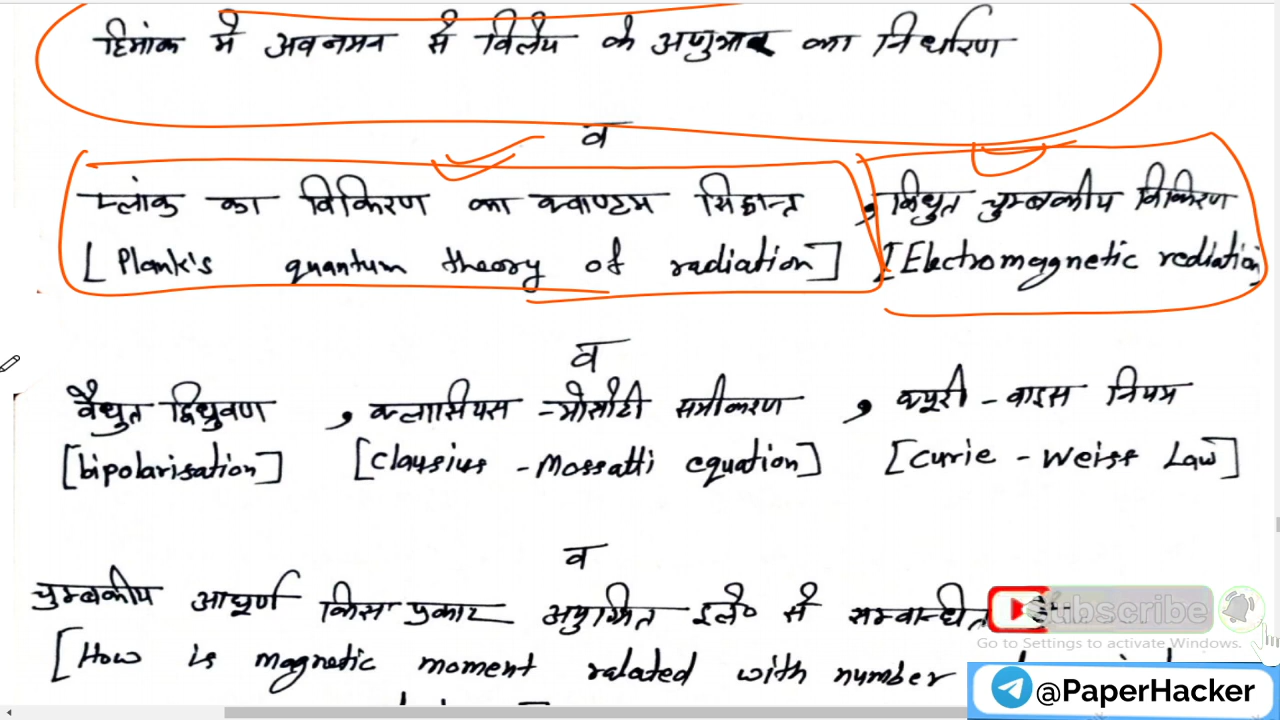 हिमांक में अवनमन से विलेय के अणुभार का निर्धारण
व
प्लांक का विकिरण का क्वाण्टम सिद्धान्त , विधुत चुम्बकीय विकिरण
[Plank's quantum theory of radiation] [Electromagnetic rediation]
व
वैधुत द्विध्रुवण , क्लासियस - मोसोटी समीकरण , क्यूरी - वाइस नियम
[bipolarisation] [clausius - Mossatti equation] [curie - Weiss Law]
व
चुम्बकीय आघूर्ण किस प्रकार अयुग्मित इले० से सम्बन्धित
Subscribe
Go to Settings to activate Windows.
[How is magnetic moment ralated with number
@PaperHacker